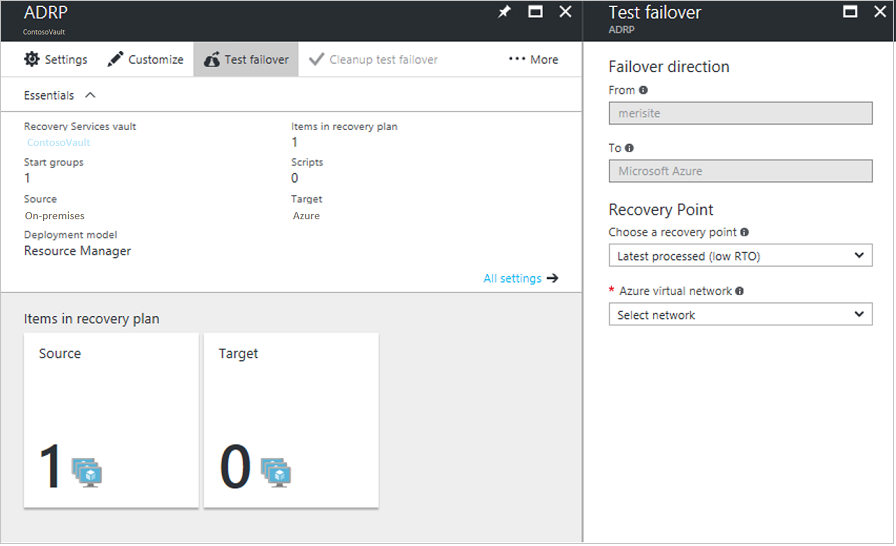 ADRP
ContosoVault
Settings
Customize
Test failover
Cleanup test failover
More
Essentials
Recovery Services vault
ContosoVault
Items in recovery plan
1
Start groups
1
Scripts
0
Source
On-premises
Target
Azure
Deployment model
Resource Manager
All settings
Items in recovery plan
Source
1
Target
0
Test failover
ADRP
Failover direction
From
merisite
To
Microsoft Azure
Recovery Point
Choose a recovery point
Latest processed (low RTO)
* Azure virtual network
Select network